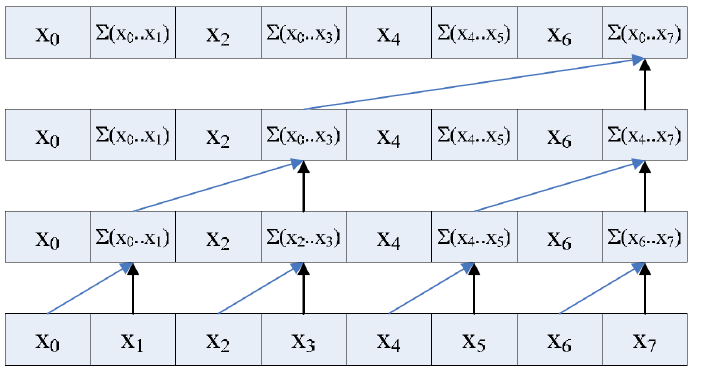 x₀ Σ(x₀..x₁) x₂ Σ(x₀..x₃) x₄ Σ(x₄..x₅) x₆ Σ(x₀..x₇)
x₀ Σ(x₀..x₁) x₂ Σ(x₀..x₃) x₄ Σ(x₄..x₅) x₆ Σ(x₄..x₇)
x₀ Σ(x₀..x₁) x₂ Σ(x₂..x₃) x₄ Σ(x₄..x₅) x₆ Σ(x₆..x₇)
x₀ x₁ x₂ x₃ x₄ x₅ x₆ x₇